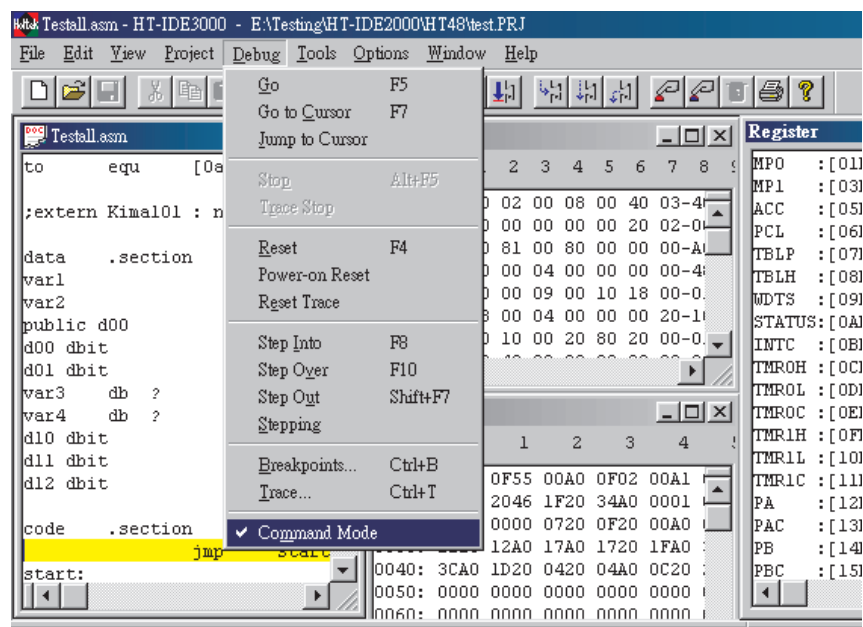 Testall.asm - HT-IDE3000 - E:\Testing\HT-IDE2000\HT48\test.PRJ
File Edit View Project Debug Tools Options Window Help
Go F5
Go to Cursor F7
Jump to Cursor
Stop Alt+F5
Trace Stop
Reset F4
Power-on Reset
Reset Trace
Step Into F8
Step Over F10
Step Out Shift+F7
Stepping
Breakpoints... Ctrl+B
Trace... Ctrl+T
Command Mode
Testall.asm
to equ [0a
;extern Kimal01 : n
data .section
var1
var2
public d00
d00 dbit
d01 dbit
var3 db ?
var4 db ?
d10 dbit
d11 dbit
d12 dbit
code .section
jmp start
start:
2 3 4 5 6 7 8
02 00 08 00 40 03-4
00 00 00 00 20 02-0
81 00 80 00 00 00-A
00 04 00 00 00 00-4
00 09 00 10 18 00-0
00 04 00 00 00 20-1
10 00 20 80 20 00-0
1 2 3 4
0F55 00A0 0F02 00A1
2046 1F20 34A0 0001
0000 0720 0F20 00A0
12A0 17A0 1720 1FA0
0040: 3CA0 1D20 0420 04A0 0C20
0050: 0000 0000 0000 0000 0000
0060: 0000 0000 0000 0000 0000
Register
MP0 :[01
MP1 :[03
ACC :[05
PCL :[06
TBLP :[07
TBLH :[08
WDTS :[09
STATUS:[0A
INTC :[0B
TMR0H :[0C
TMR0L :[0D
TMR0C :[0E
TMR1H :[0F
TMR1L :[10
TMR1C :[11
PA :[12
PAC :[13
PB :[14
PBC :[15